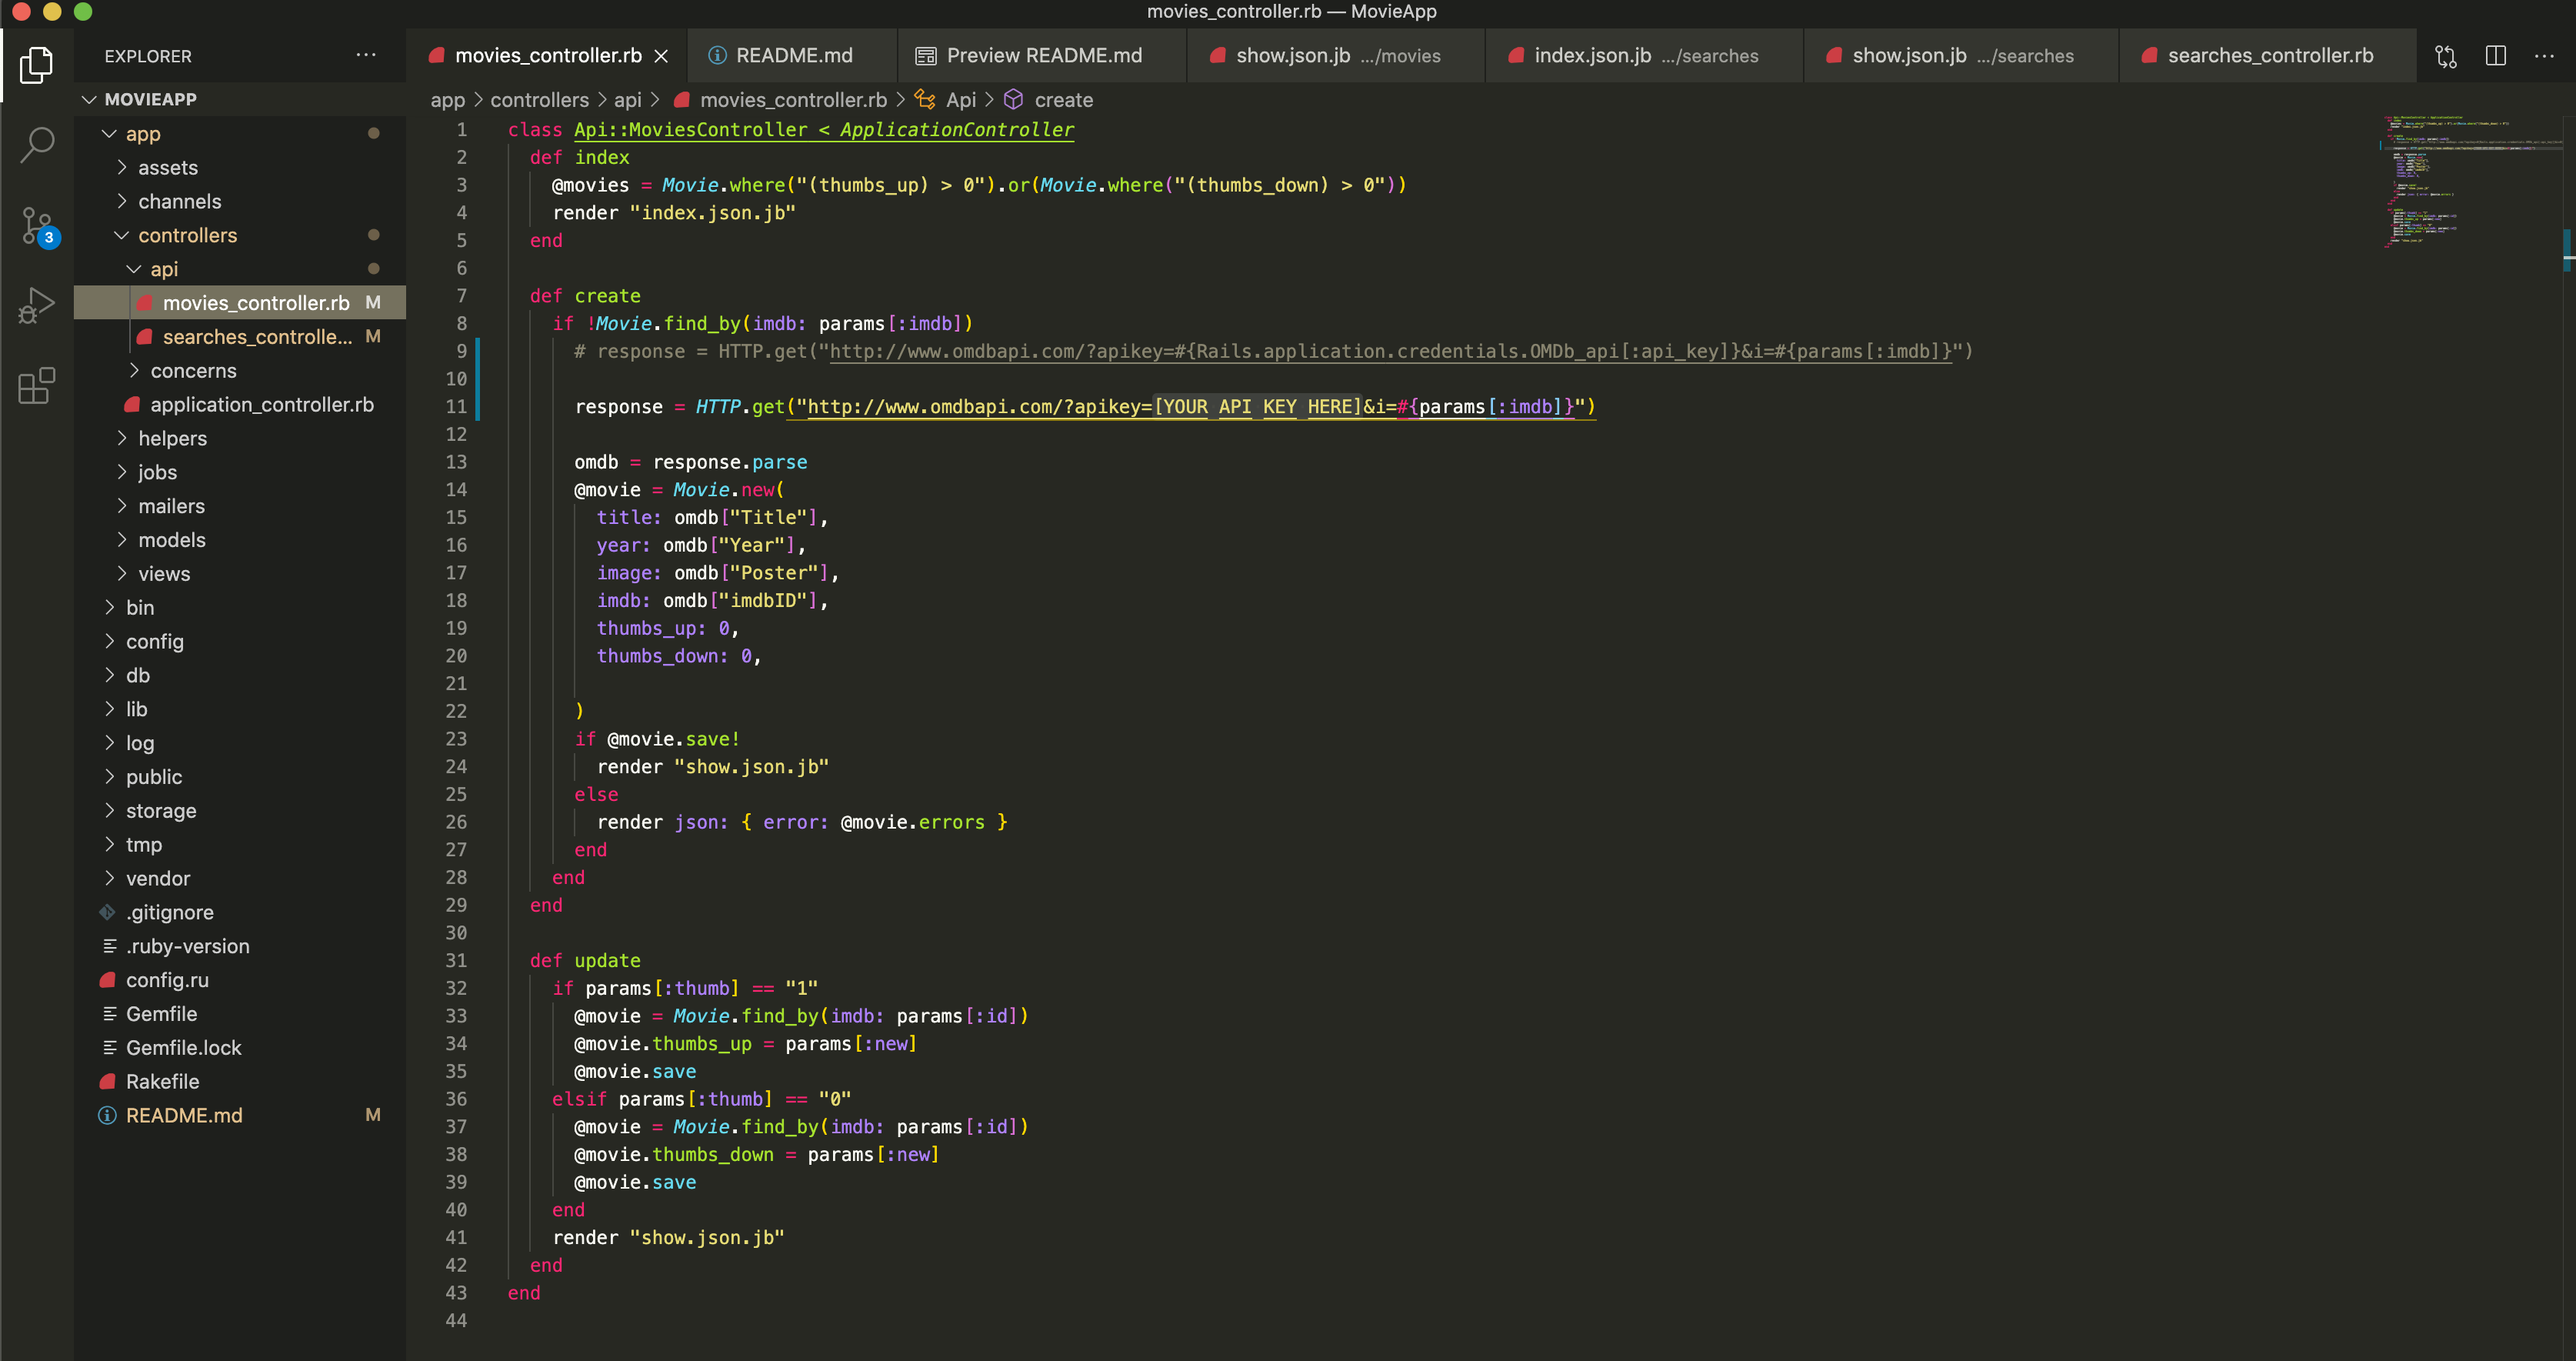 movies_controller.rb — MovieApp
EXPLORER
MOVIEAPP
app
assets
channels
controllers
api
movies_controller.rb M
searches_controlle... M
concerns
application_controller.rb
helpers
jobs
mailers
models
views
bin
config
db
lib
log
public
storage
tmp
vendor
.gitignore
.ruby-version
config.ru
Gemfile
Gemfile.lock
Rakefile
README.md M
3
movies_controller.rb README.md Preview README.md show.json.jb .../movies index.json.jb .../searches show.json.jb .../searches searches_controller.rb
app > controllers > api > movies_controller.rb > Api > create
1 class Api::MoviesController < ApplicationController
2 def index
3 @movies = Movie.where("(thumbs_up) > 0").or(Movie.where("(thumbs_down) > 0"))
4 render "index.json.jb"
5 end
6
7 def create
8 if !Movie.find_by(imdb: params[:imdb])
9 # response = HTTP.get("http://www.omdbapi.com/?apikey=#{Rails.application.credentials.OMDb_api[:api_key]}&i=#{params[:imdb]}")
10
11 response = HTTP.get("http://www.omdbapi.com/?apikey=[YOUR API KEY HERE]&i=#{params[:imdb]}")
12
13 omdb = response.parse
14 @movie = Movie.new(
15 title: omdb["Title"],
16 year: omdb["Year"],
17 image: omdb["Poster"],
18 imdb: omdb["imdbID"],
19 thumbs_up: 0,
20 thumbs_down: 0,
21
22 )
23 if @movie.save!
24 render "show.json.jb"
25 else
26 render json: { error: @movie.errors }
27 end
28 end
29 end
30
31 def update
32 if params[:thumb] == "1"
33 @movie = Movie.find_by(imdb: params[:id])
34 @movie.thumbs_up = params[:new]
35 @movie.save
36 elsif params[:thumb] == "0"
37 @movie = Movie.find_by(imdb: params[:id])
38 @movie.thumbs_down = params[:new]
39 @movie.save
40 end
41 render "show.json.jb"
42 end
43 end
44